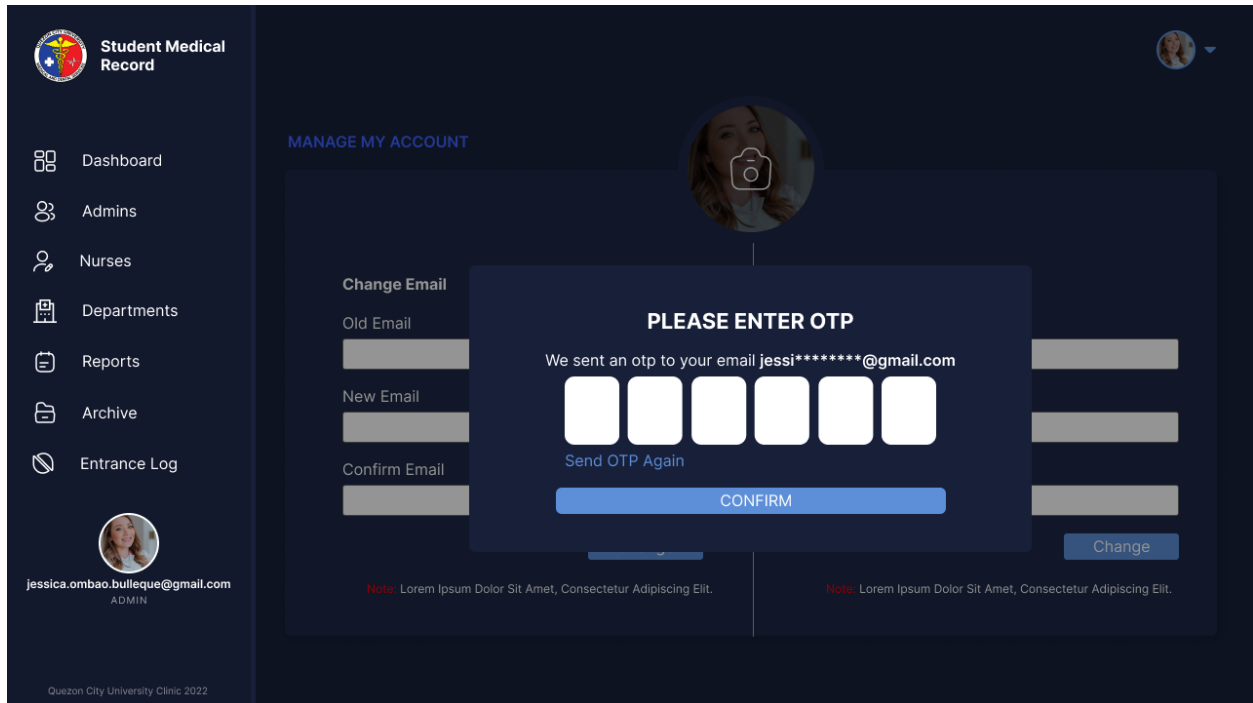 Student Medical
Record
Dashboard
Admins
Nurses
Departments
Reports
Archive
Entrance Log
jessica.ombao.bulleque@gmail.com
ADMIN
Quezon City University Clinic 2022
MANAGE MY ACCOUNT
Change Email
Old Email
New Email
Confirm Email
PLEASE ENTER OTP
We sent an otp to your email jessi********@gmail.com
Send OTP Again
CONFIRM
Change
Note: Lorem Ipsum Dolor Sit Amet, Consectetur Adipiscing Elit.
Note: Lorem Ipsum Dolor Sit Amet, Consectetur Adipiscing Elit.